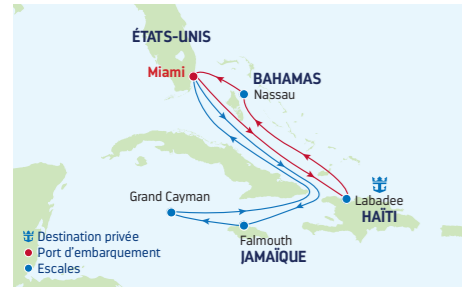 ÉTATS-UNIS
Miami
BAHAMAS
Nassau
Grand Cayman
Labadee
HAÏTI
Falmouth
JAMAÏQUE
Destination privée
Port d'embarquement
Escales